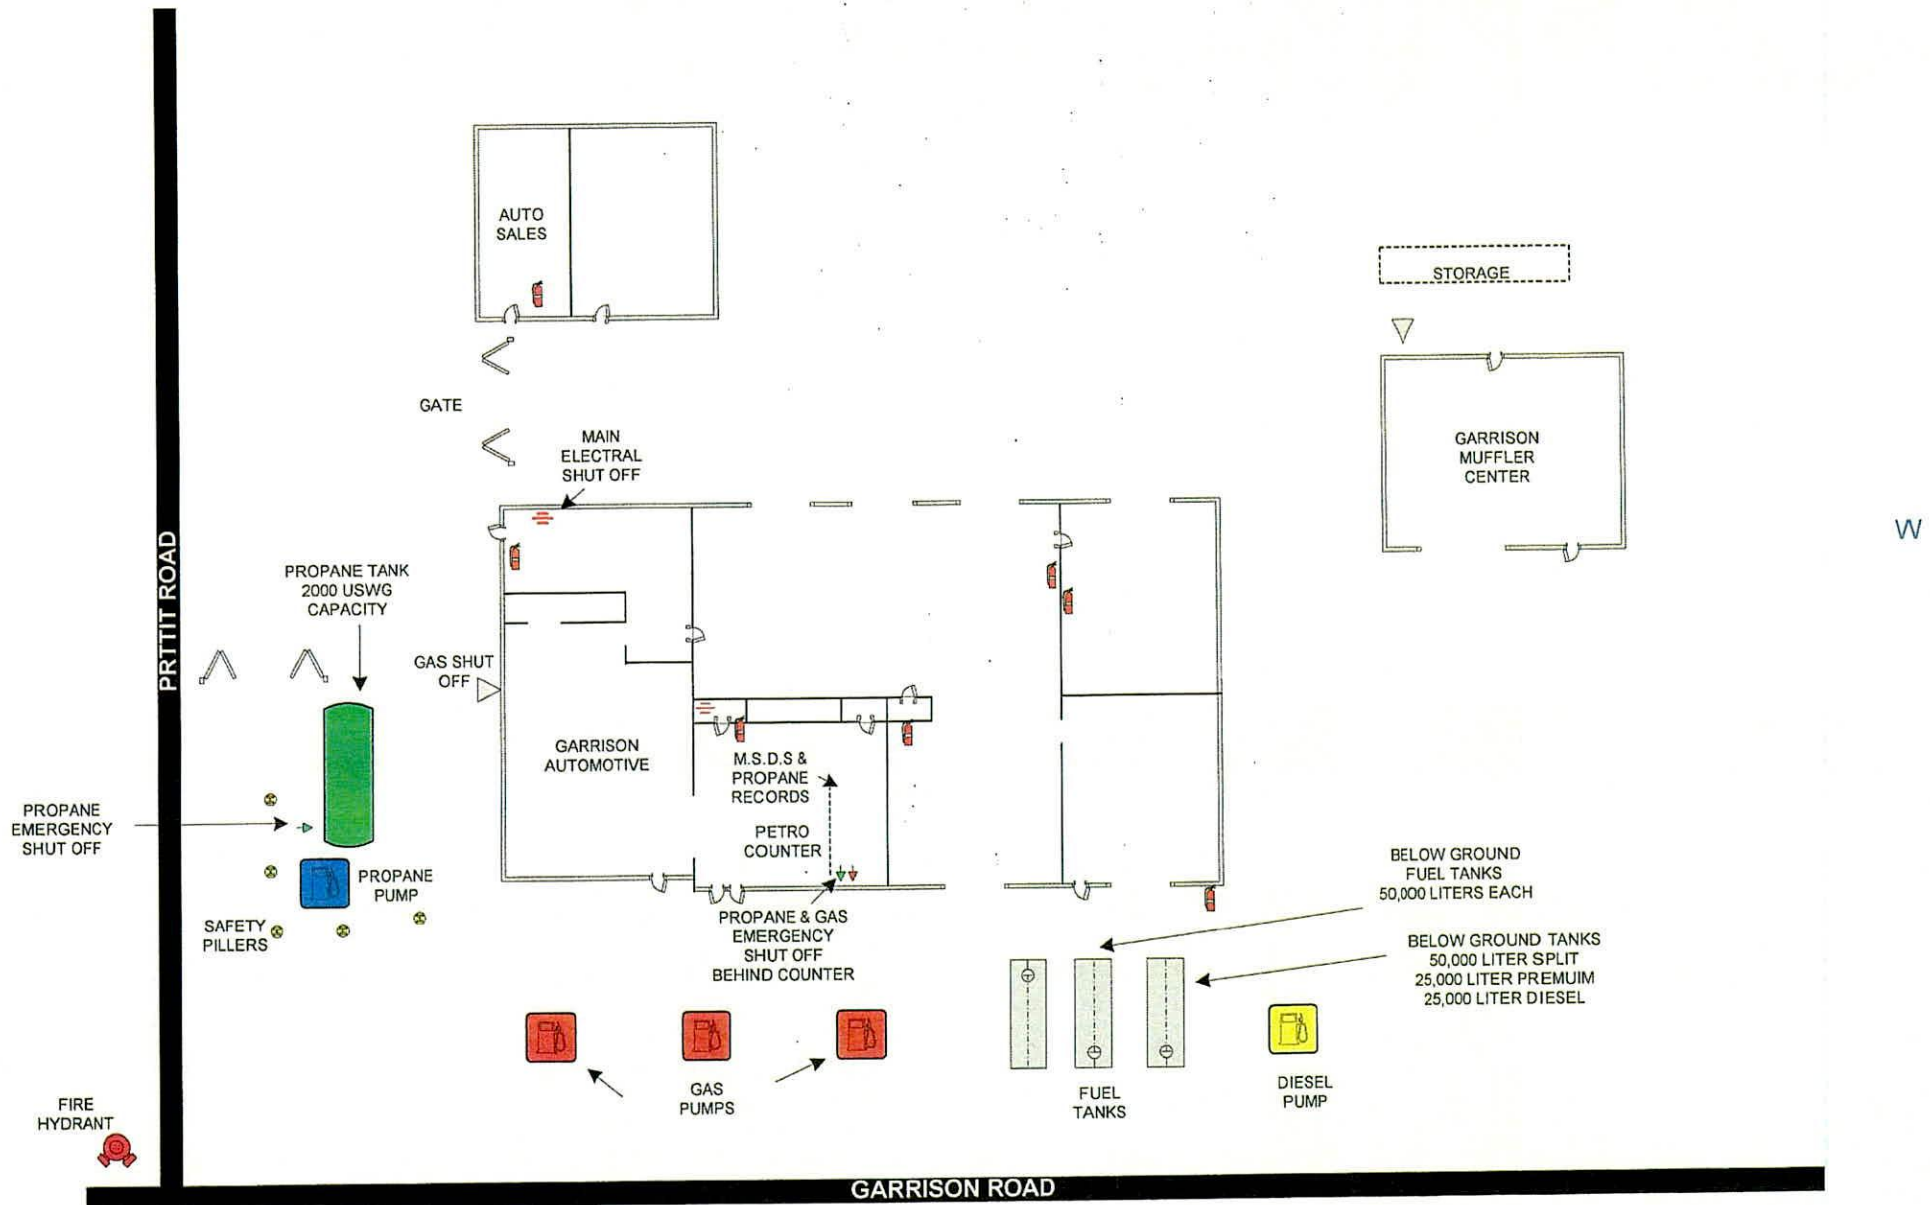 AUTO
SALES
STORAGE
GATE
MAIN
ELECTRAL
SHUT OFF
GARRISON
MUFFLER
CENTER
W
PRTTIT ROAD
PROPANE TANK
2000 USWG
CAPACITY
GAS SHUT
OFF
GARRISON
AUTOMOTIVE
M.S.D.S &
PROPANE
RECORDS
PETRO
COUNTER
PROPANE
EMERGENCY
SHUT OFF
PROPANE
PUMP
SAFETY
PILLERS
PROPANE & GAS
EMERGENCY
SHUT OFF
BEHIND COUNTER
BELOW GROUND
FUEL TANKS
50,000 LITERS EACH
BELOW GROUND TANKS
50,000 LITER SPLIT
25,000 LITER PREMUIM
25,000 LITER DIESEL
GAS
PUMPS
FUEL
TANKS
DIESEL
PUMP
FIRE
HYDRANT
GARRISON ROAD